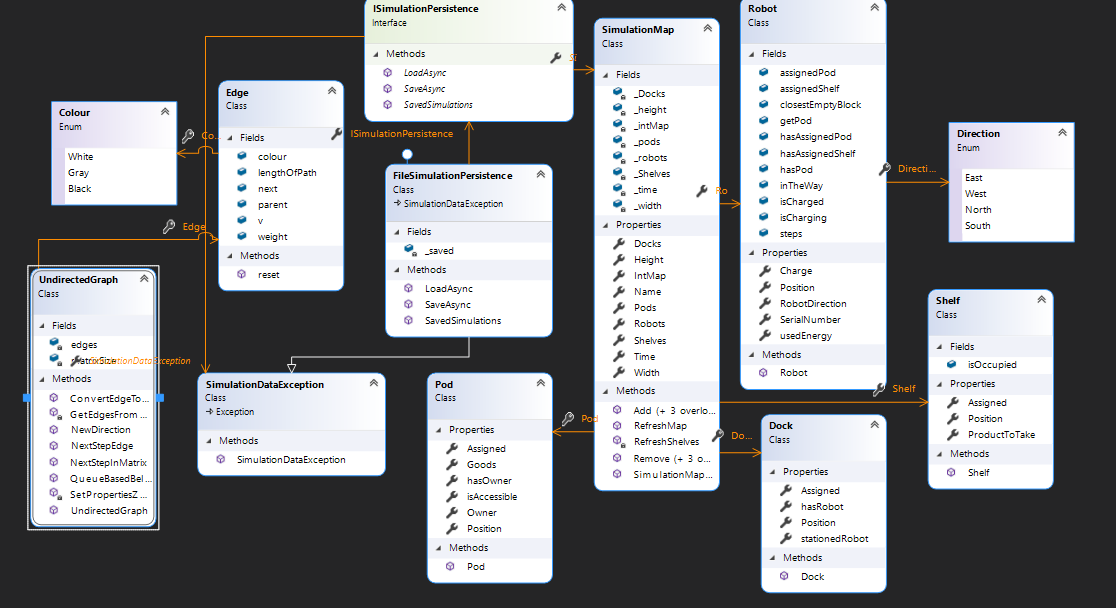 ISimulationPersistence
Interface
Methods
LoadAsync
SaveAsync
SavedSimulations
SimulationMap
Class
Fields
_Docks
_height
_intMap
_pods
_robots
_Shelves
_time
_width
Properties
Docks
Height
IntMap
Name
Pods
Robots
Shelves
Time
Width
Methods
Add (+ 3 overlo...
RefreshMap
RefreshShelves
Remove (+ 3 o...
SimulationMap...
Robot
Class
Fields
assignedPod
assignedShelf
closestEmptyBlock
getPod
hasAssignedPod
hasAssignedShelf
hasPod
inTheWay
isCharged
isCharging
steps
Properties
Charge
Position
RobotDirection
SerialNumber
usedEnergy
Methods
Robot
Edge
Class
Fields
colour
lengthOfPath
next
parent
v
weight
Methods
reset
Colour
Enum
White
Gray
Black
Co...
ISimulationPersistence
FileSimulationPersistence
Class
SimulationDataException
Fields
_saved
Methods
LoadAsync
SaveAsync
SavedSimulations
Ro
Directi...
Direction
Enum
East
West
North
South
Edge
UndirectedGraph
Class
Fields
edges
Methods
ConvertEdgeTo...
GetEdgesFrom ...
NewDirection
NextStepEdge
NextStepInMatrix
QueueBasedBel...
SetPropertiesZ ...
UndirectedGraph
SimulationDataException
Class
Exception
Methods
SimulationDataException
Pod
Class
Properties
Assigned
Goods
hasOwner
isAccessible
Owner
Position
Methods
Pod
Pod
Shelf
Do...
Dock
Class
Properties
Assigned
hasRobot
Position
stationedRobot
Methods
Dock
Shelf
Class
Fields
isOccupied
Properties
Assigned
Position
ProductToTake
Methods
Shelf